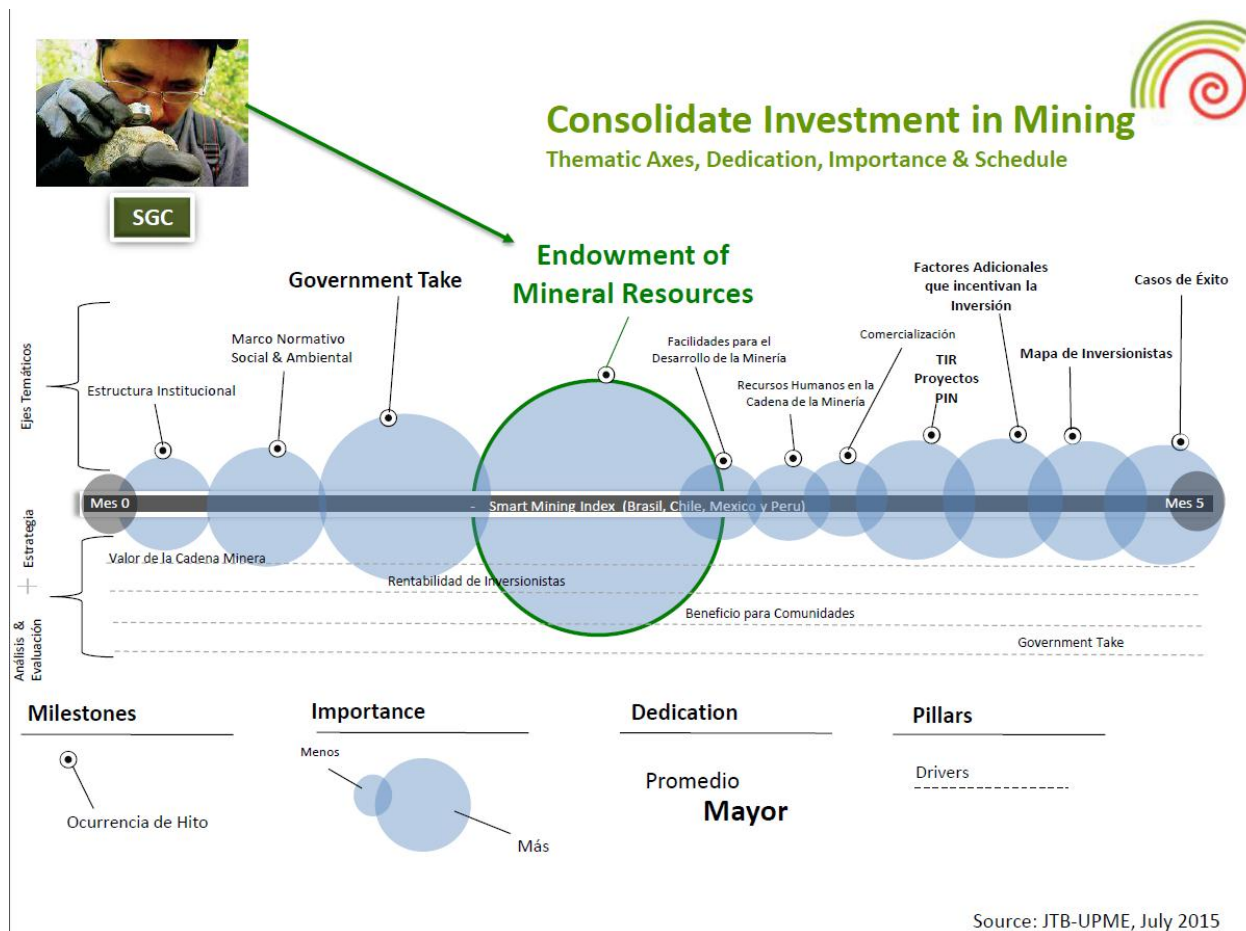 Consolidate Investment in Mining
Thematic Axes, Dedication, Importance & Schedule
SGC
Endowment of
Mineral Resources
Government Take
Marco Normativo
Social & Ambiental
Estructura Institucional
Facilidades para el
Desarrollo de la Minería
Recursos Humanos en la
Cadena de la Minería
Comercialización
Factores Adicionales
que incentivan la
Inversión
TIR
Proyectos
PIN
Mapa de Inversionistas
Casos de Éxito
Ejes Temáticos
Mes 0
- Smart Mining Index (Brasil, Chile, Mexico y Peru)
Mes 5
Análisis &
Evaluación
+ Estrategia
Valor de la Cadena Minera
Rentabilidad de Inversionistas
Beneficio para Comunidades
Government Take
Milestones
Ocurrencia de Hito
Importance
Menos
Más
Dedication
Promedio
Mayor
Pillars
Drivers
Source: JTB-UPME, July 2015